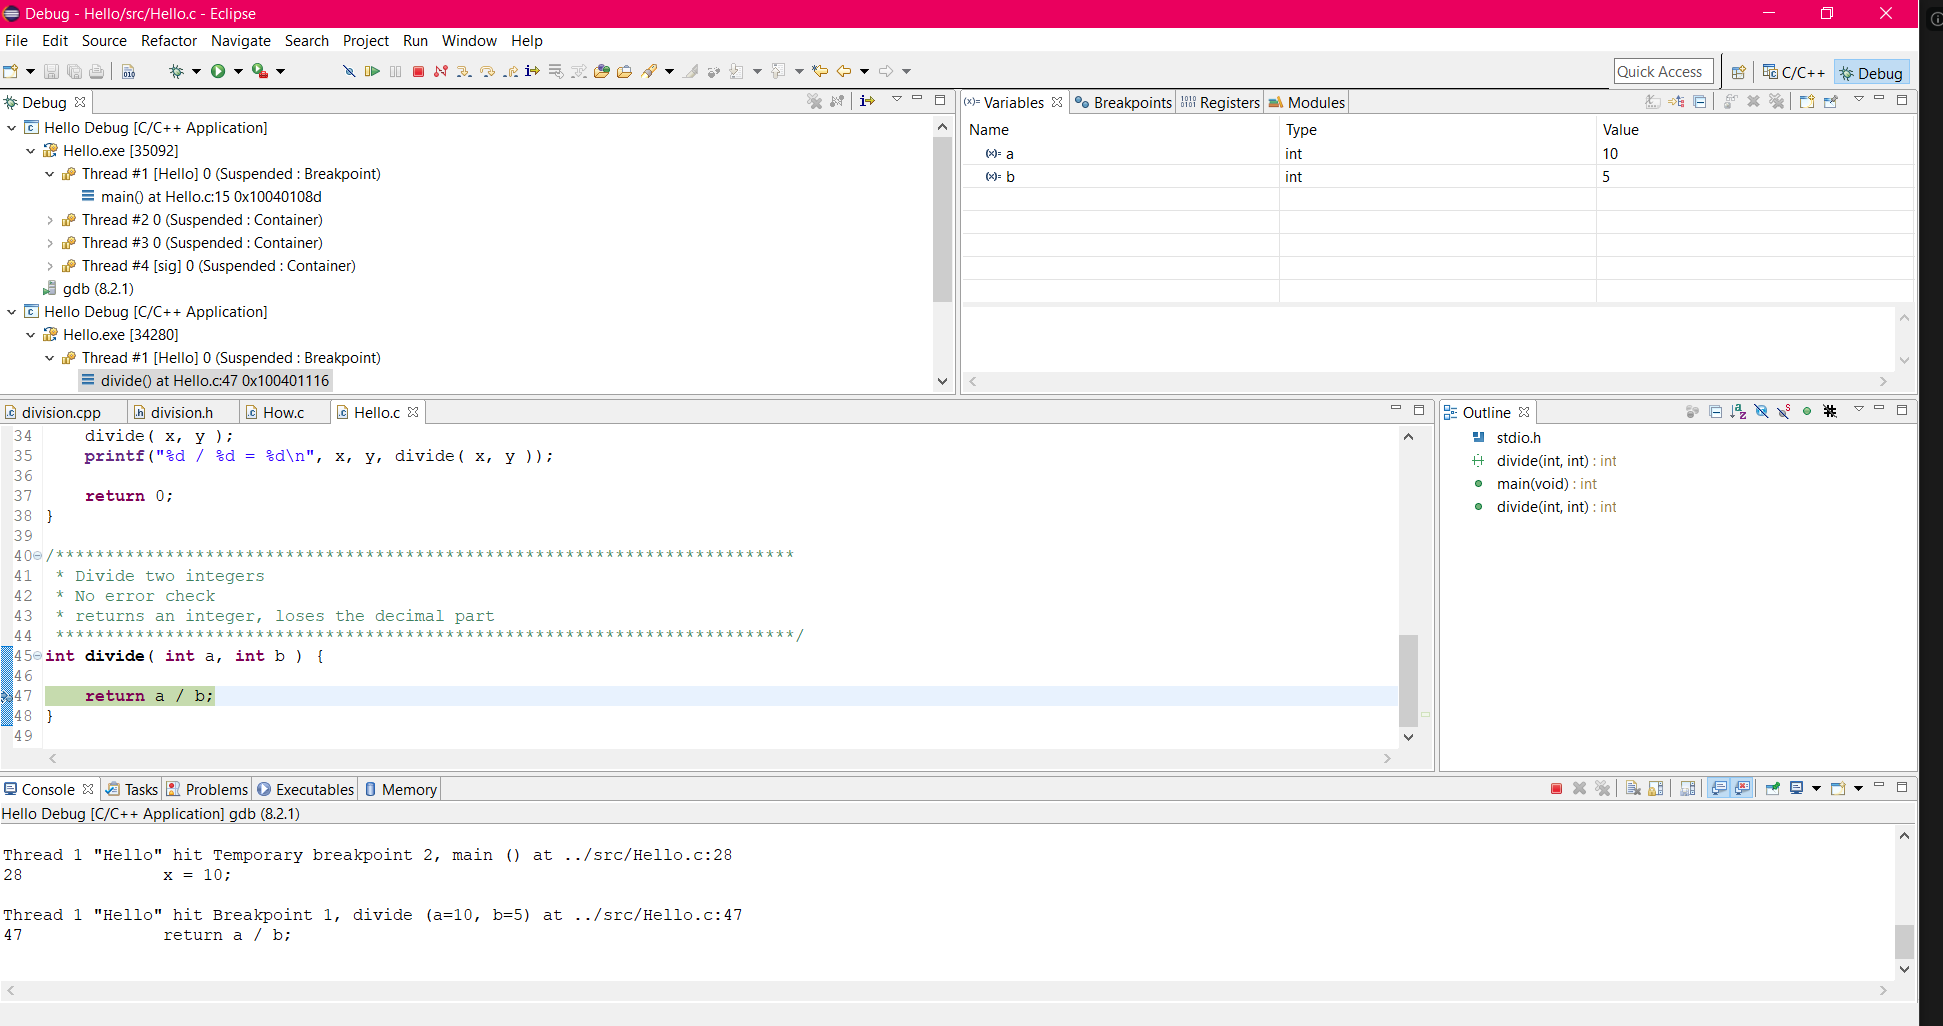 Debug - Hello/src/Hello.c - Eclipse
File Edit Source Refactor Navigate Search Project Run Window Help
Quick Access C/C++ Debug
Debug
Hello Debug [C/C++ Application]
Hello.exe [35092]
Thread #1 [Hello] 0 (Suspended : Breakpoint)
main() at Hello.c:15 0x10040108d
Thread #2 0 (Suspended : Container)
Thread #3 0 (Suspended : Container)
Thread #4 [sig] 0 (Suspended : Container)
gdb (8.2.1)
Hello Debug [C/C++ Application]
Hello.exe [34280]
Thread #1 [Hello] 0 (Suspended : Breakpoint)
divide() at Hello.c:47 0x100401116
(x)= Variables Breakpoints Registers Modules
Name Type Value
(x)= a int 10
(x)= b int 5
division.cpp division.h How.c Hello.c
34 divide( x, y );
35 printf("%d / %d = %d\n", x, y, divide( x, y ));
36
37 return 0;
38 }
39
40 /**************************************************************************
41 * Divide two integers
42 * No error check
43 * returns an integer, loses the decimal part
44 **************************************************************************/
45 int divide( int a, int b ) {
46
47 return a / b;
48 }
49
Outline
stdio.h
divide(int, int) : int
main(void) : int
divide(int, int) : int
Console Tasks Problems Executables Memory
Hello Debug [C/C++ Application] gdb (8.2.1)
Thread 1 "Hello" hit Temporary breakpoint 2, main () at ../src/Hello.c:28
28 x = 10;
Thread 1 "Hello" hit Breakpoint 1, divide (a=10, b=5) at ../src/Hello.c:47
47 return a / b;